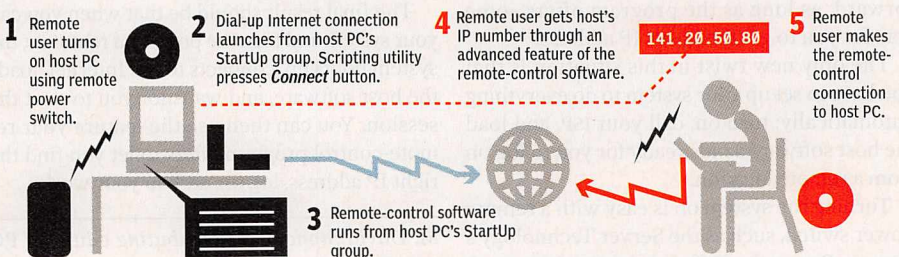 1 Remote
user turns
on host PC
using remote
power
switch.
2 Dial-up Internet connection
launches from host PC's
StartUp group. Scripting utility
presses Connect button.
3 Remote-control software
runs from host PC's StartUp
group.
4 Remote user gets host's
IP number through an
advanced feature of the
remote-control software.
141.20.50.80
5 Remote
user makes
the remote-
control
connection
to host PC.